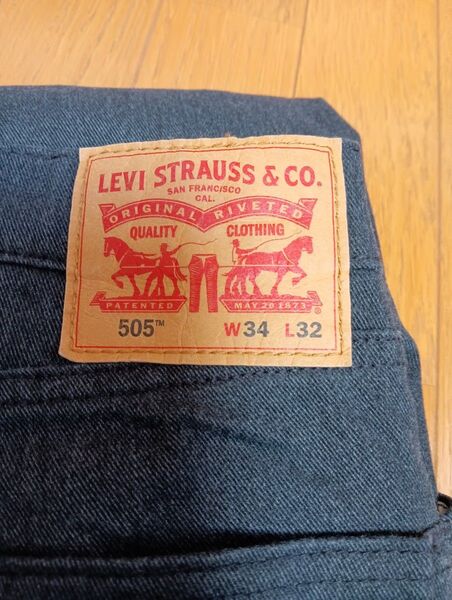 LEVI STRAUSS & CO.
SAN FRANCISCO
CAL.
ORIGINAL RIVETED
QUALITY CLOTHING
PATENTED MAY 20 1873 ®
505™ W34 L32